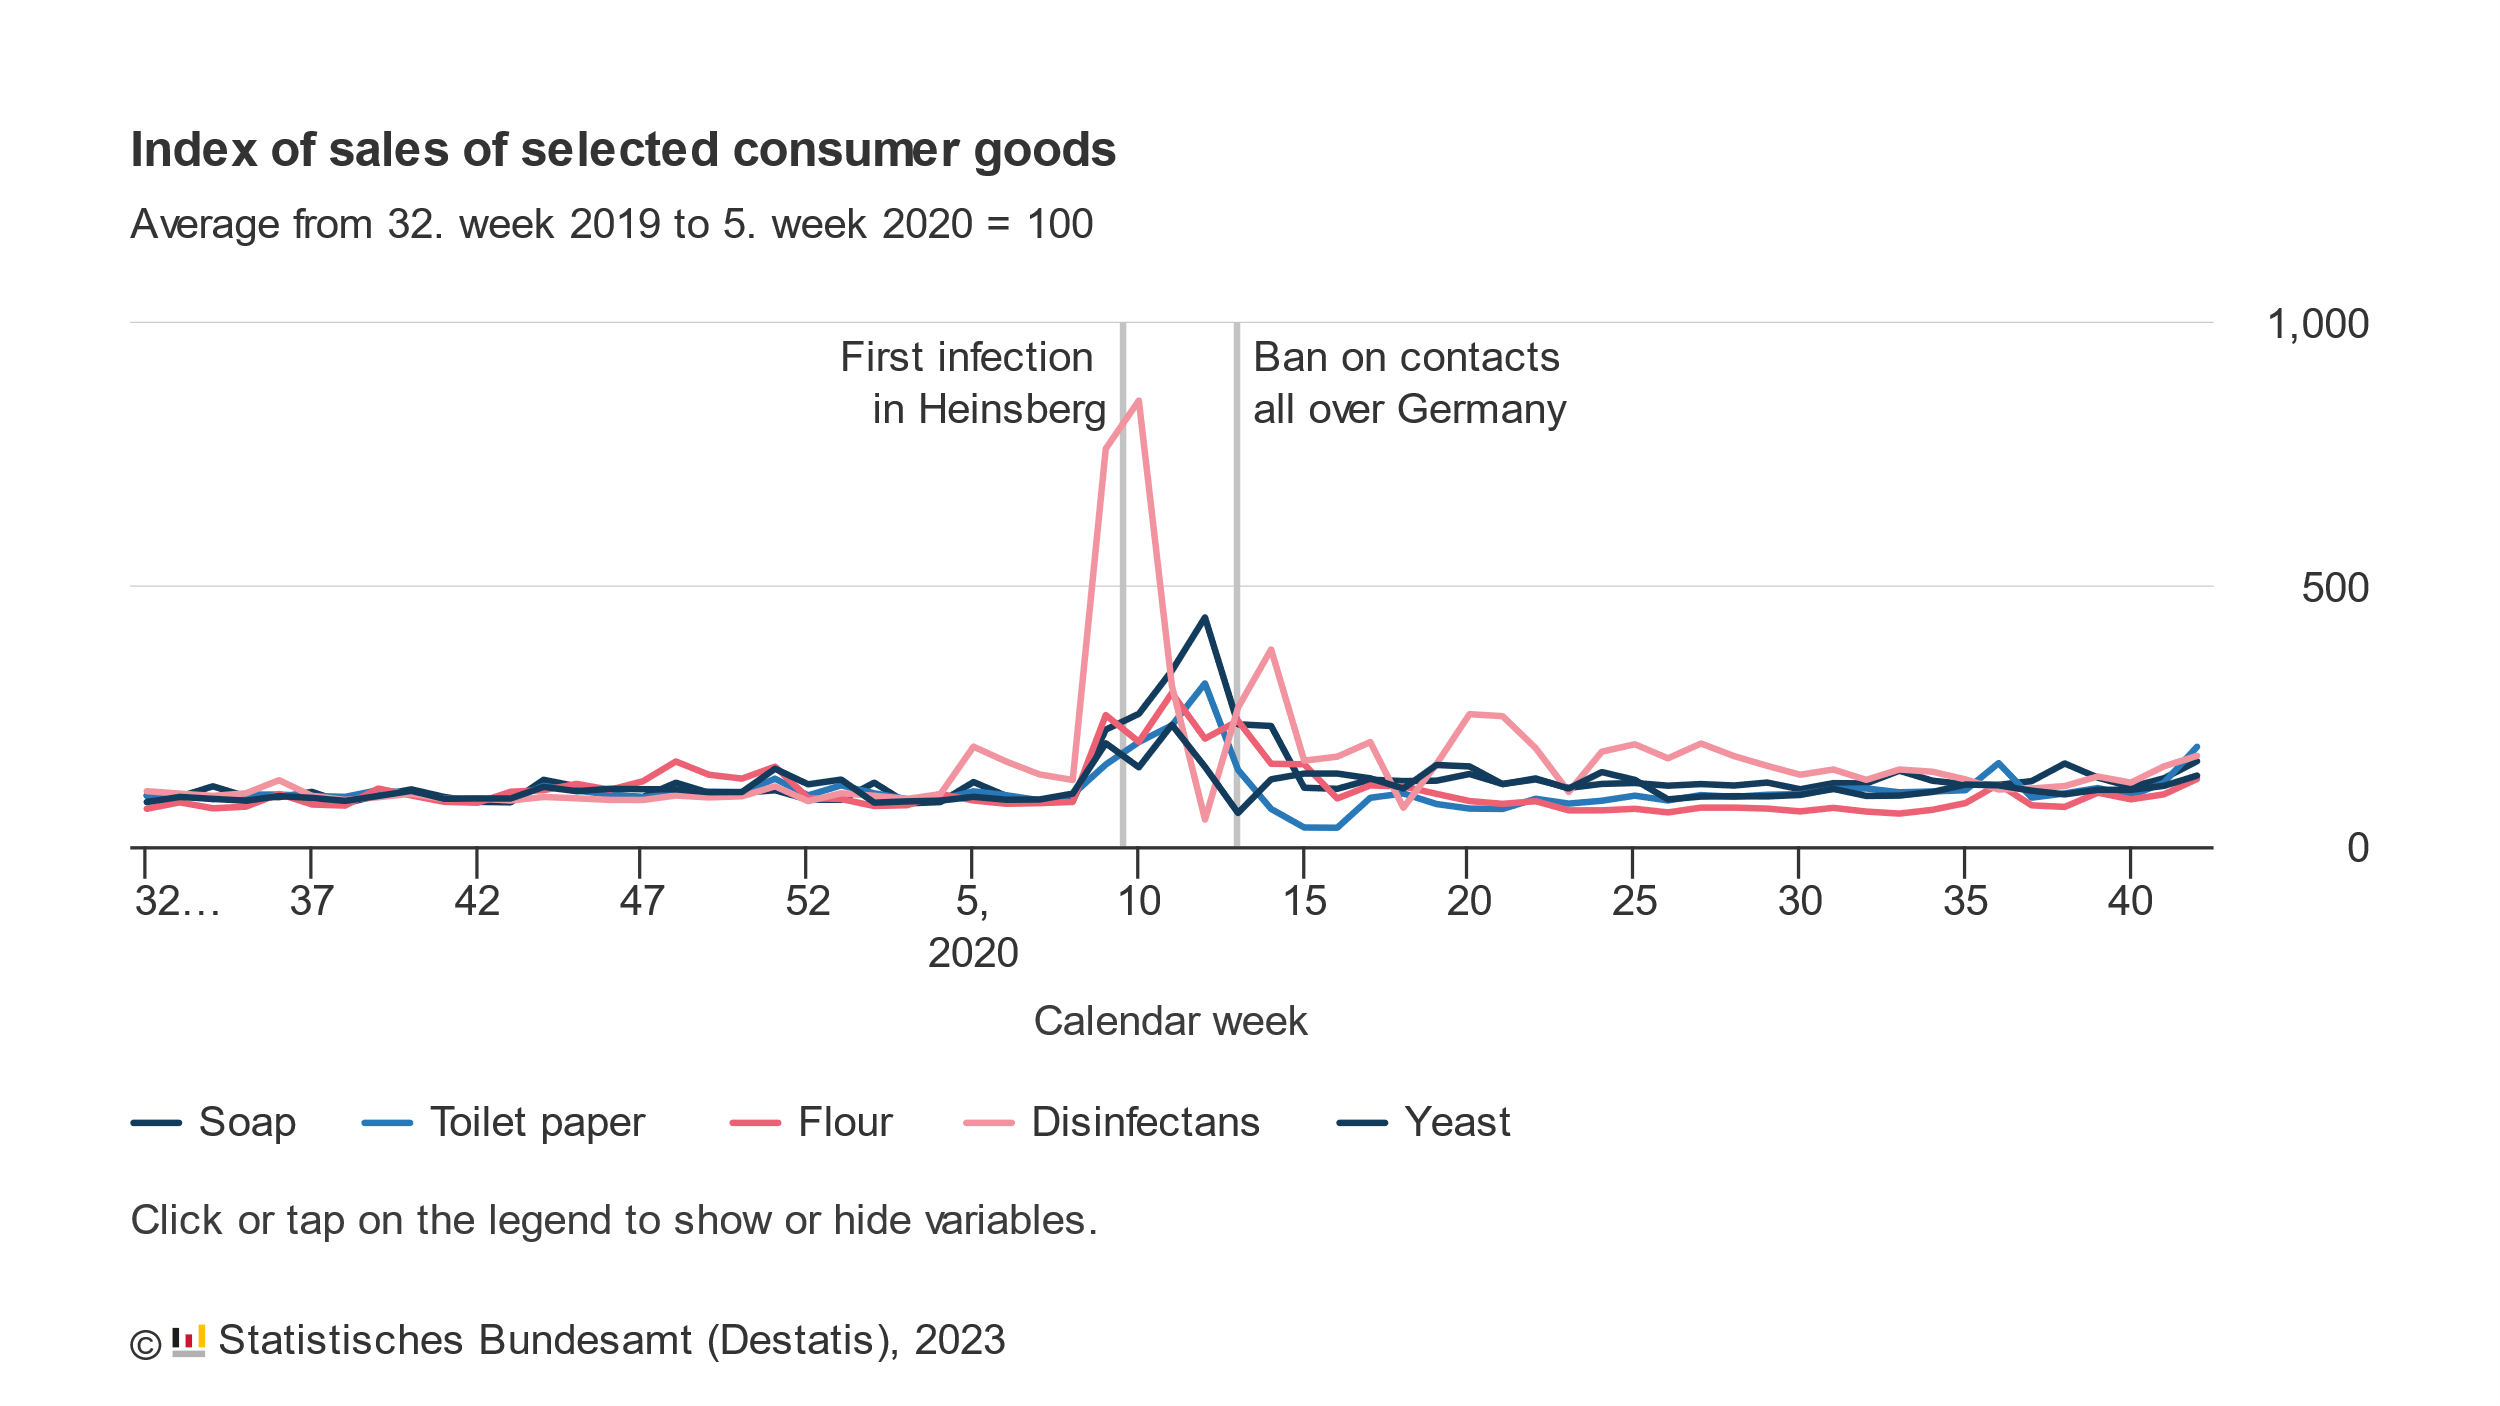 Index of sales of selected consumer goods
Average from 32. week 2019 to 5. week 2020 = 100
1,000
First infection
in Heinsberg
Ban on contacts
all over Germany
500
0
32… 37 42 47 52 5, 10 15 20 25 30 35 40
2020
Calendar week
Soap Toilet paper Flour Disinfectans Yeast
Click or tap on the legend to show or hide variables.
© Statistisches Bundesamt (Destatis), 2023